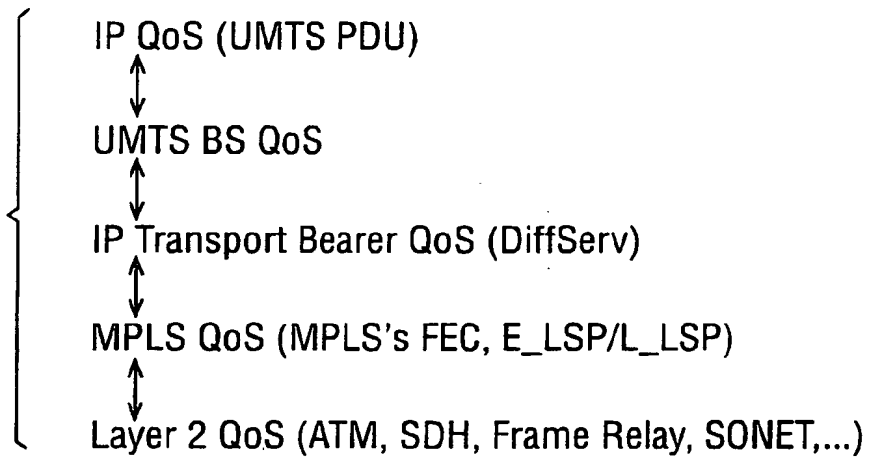 IP QoS (UMTS PDU)
UMTS BS QoS
IP Transport Bearer QoS (DiffServ)
MPLS QoS (MPLS's FEC, E_LSP/L_LSP)
Layer 2 QoS (ATM, SDH, Frame Relay, SONET,...)